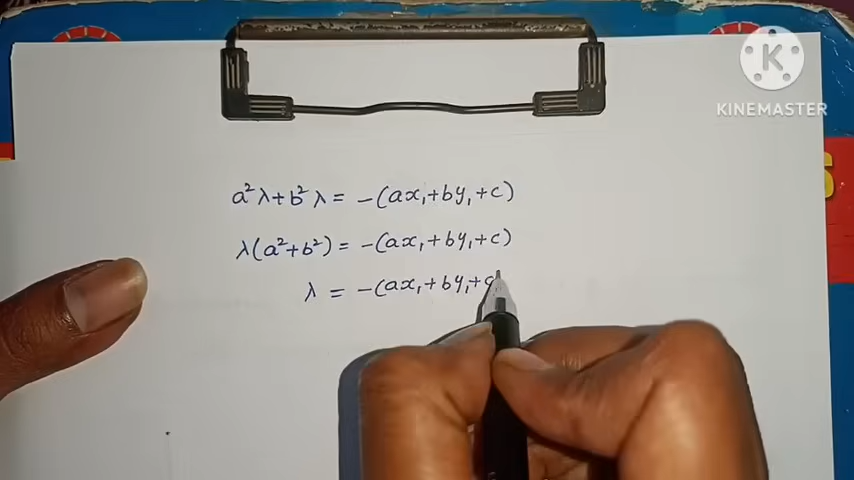 K
KINEMASTER
a²λ+b²λ = -(ax₁+by₁+c)
λ(a²+b²) = -(ax₁+by₁+c)
λ = -(ax₁+by₁+c